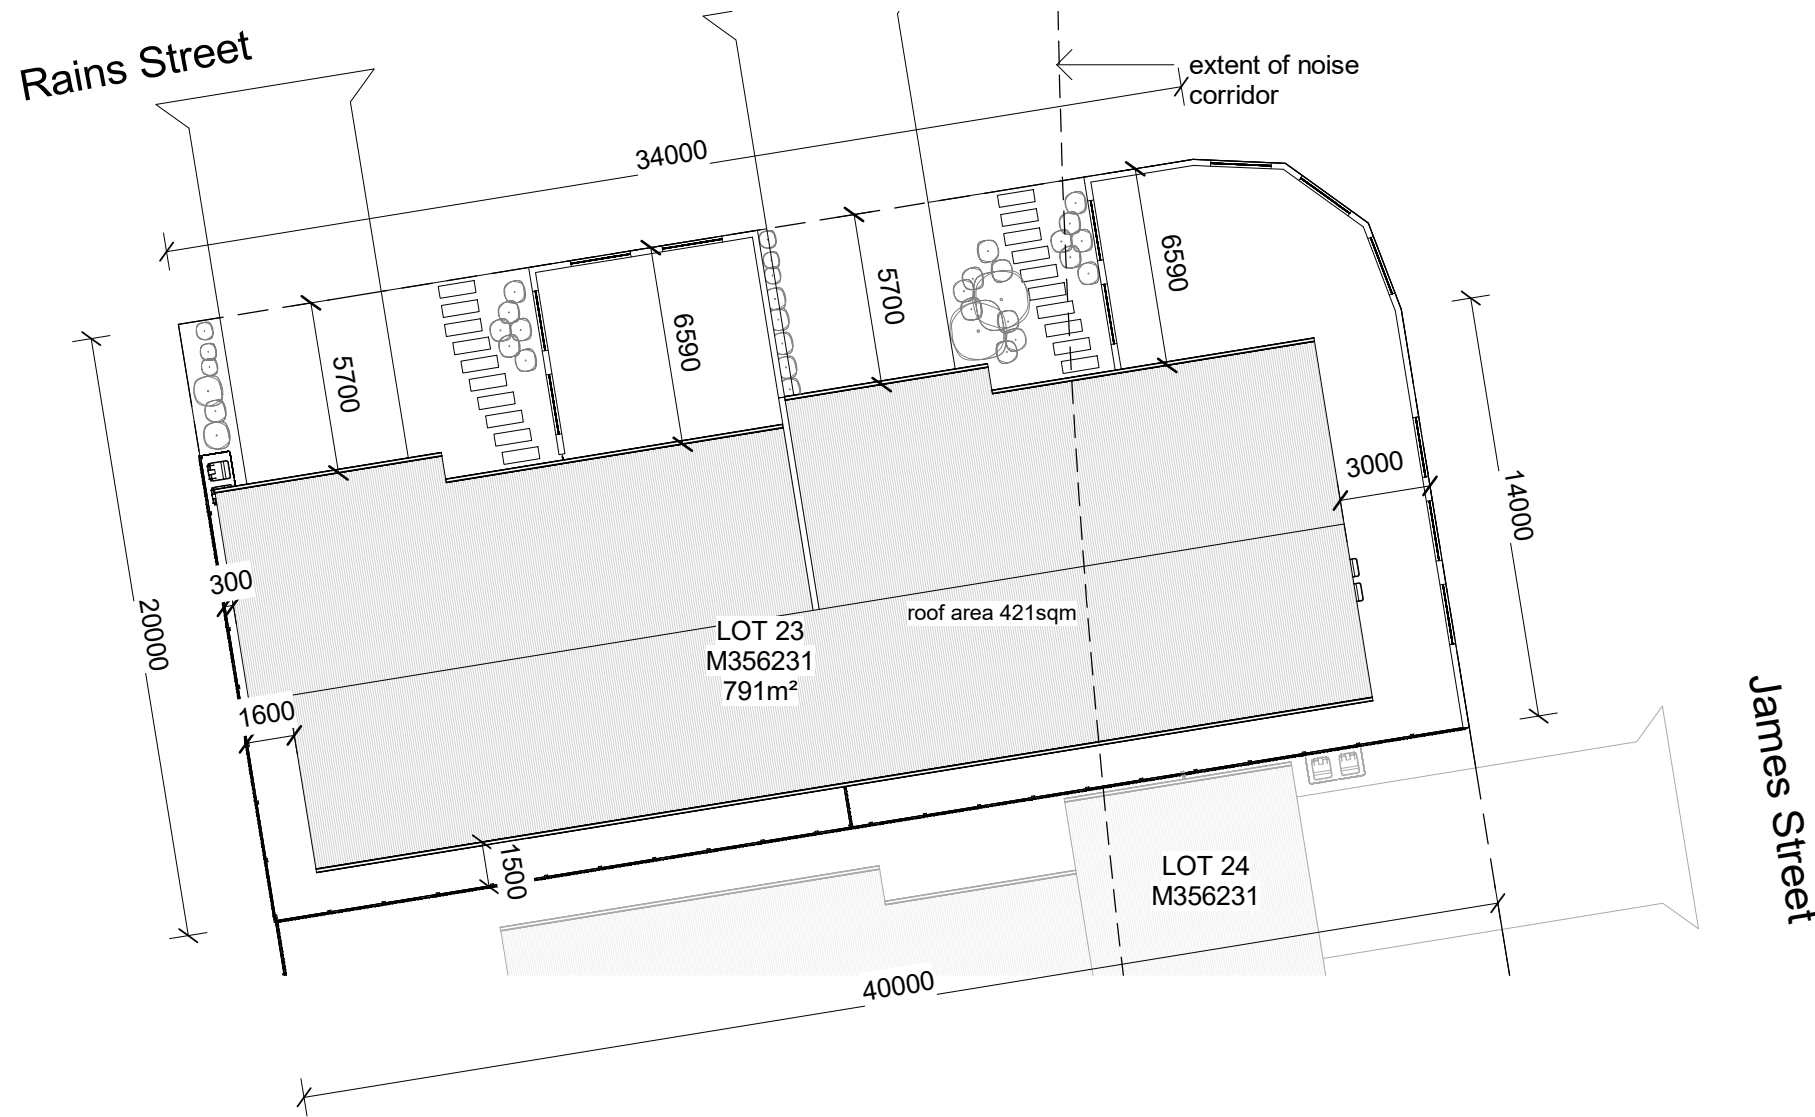 Rains Street
extent of noise
corridor
34000
5700
6590
5700
6590
3000
14000
300
20000
roof area 421sqm
LOT 23
M356231
791m²
1600
1500
LOT 24
M356231
James Street
40000